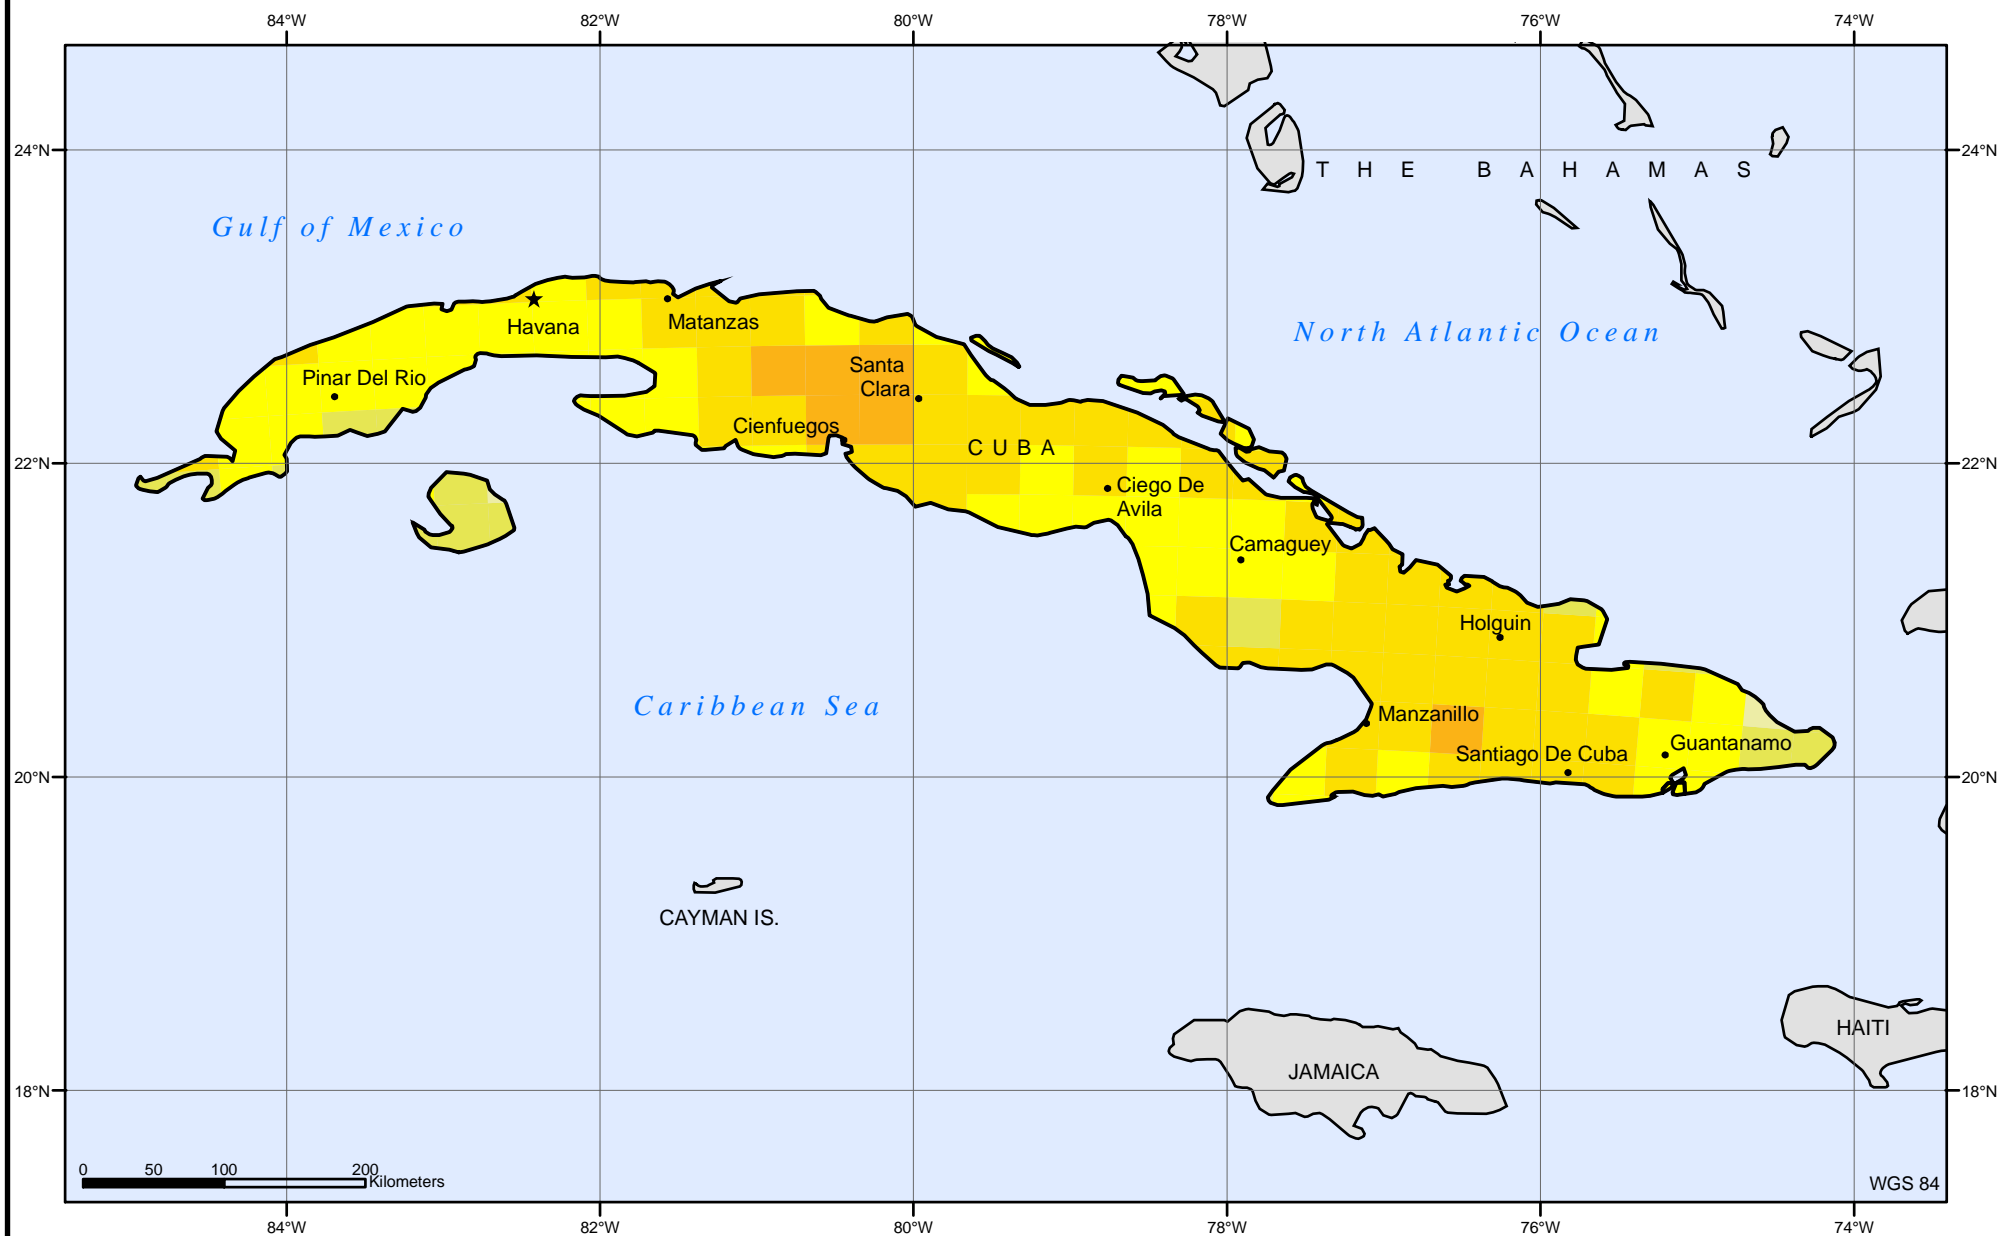 84°W 82°W 80°W 78°W 76°W 74°W
24°N 24°N
THE BAHAMAS
Gulf of Mexico
North Atlantic Ocean
Havana
Matanzas
Santa
Clara
Pinar Del Rio
Cienfuegos
CUBA
22°N 22°N
Ciego De
Avila
Camaguey
Holguin
Caribbean Sea
Manzanillo
Santiago De Cuba
Guantanamo
20°N 20°N
CAYMAN IS.
HAITI
JAMAICA
18°N 18°N
0 50 100 200
Kilometers
WGS 84
84°W 82°W 80°W 78°W 76°W 74°W